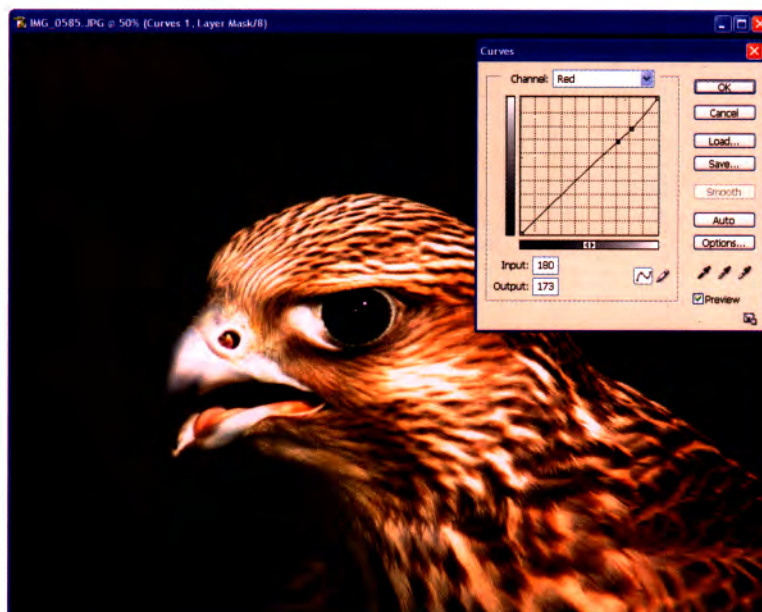 IMG_0585.JPG @ 50% (Curves 1, Layer Mask/8)
Curves
Channel: Red
OK
Cancel
Load...
Save...
Smooth
Auto
Options...
Input: 180
Output: 173
Preview